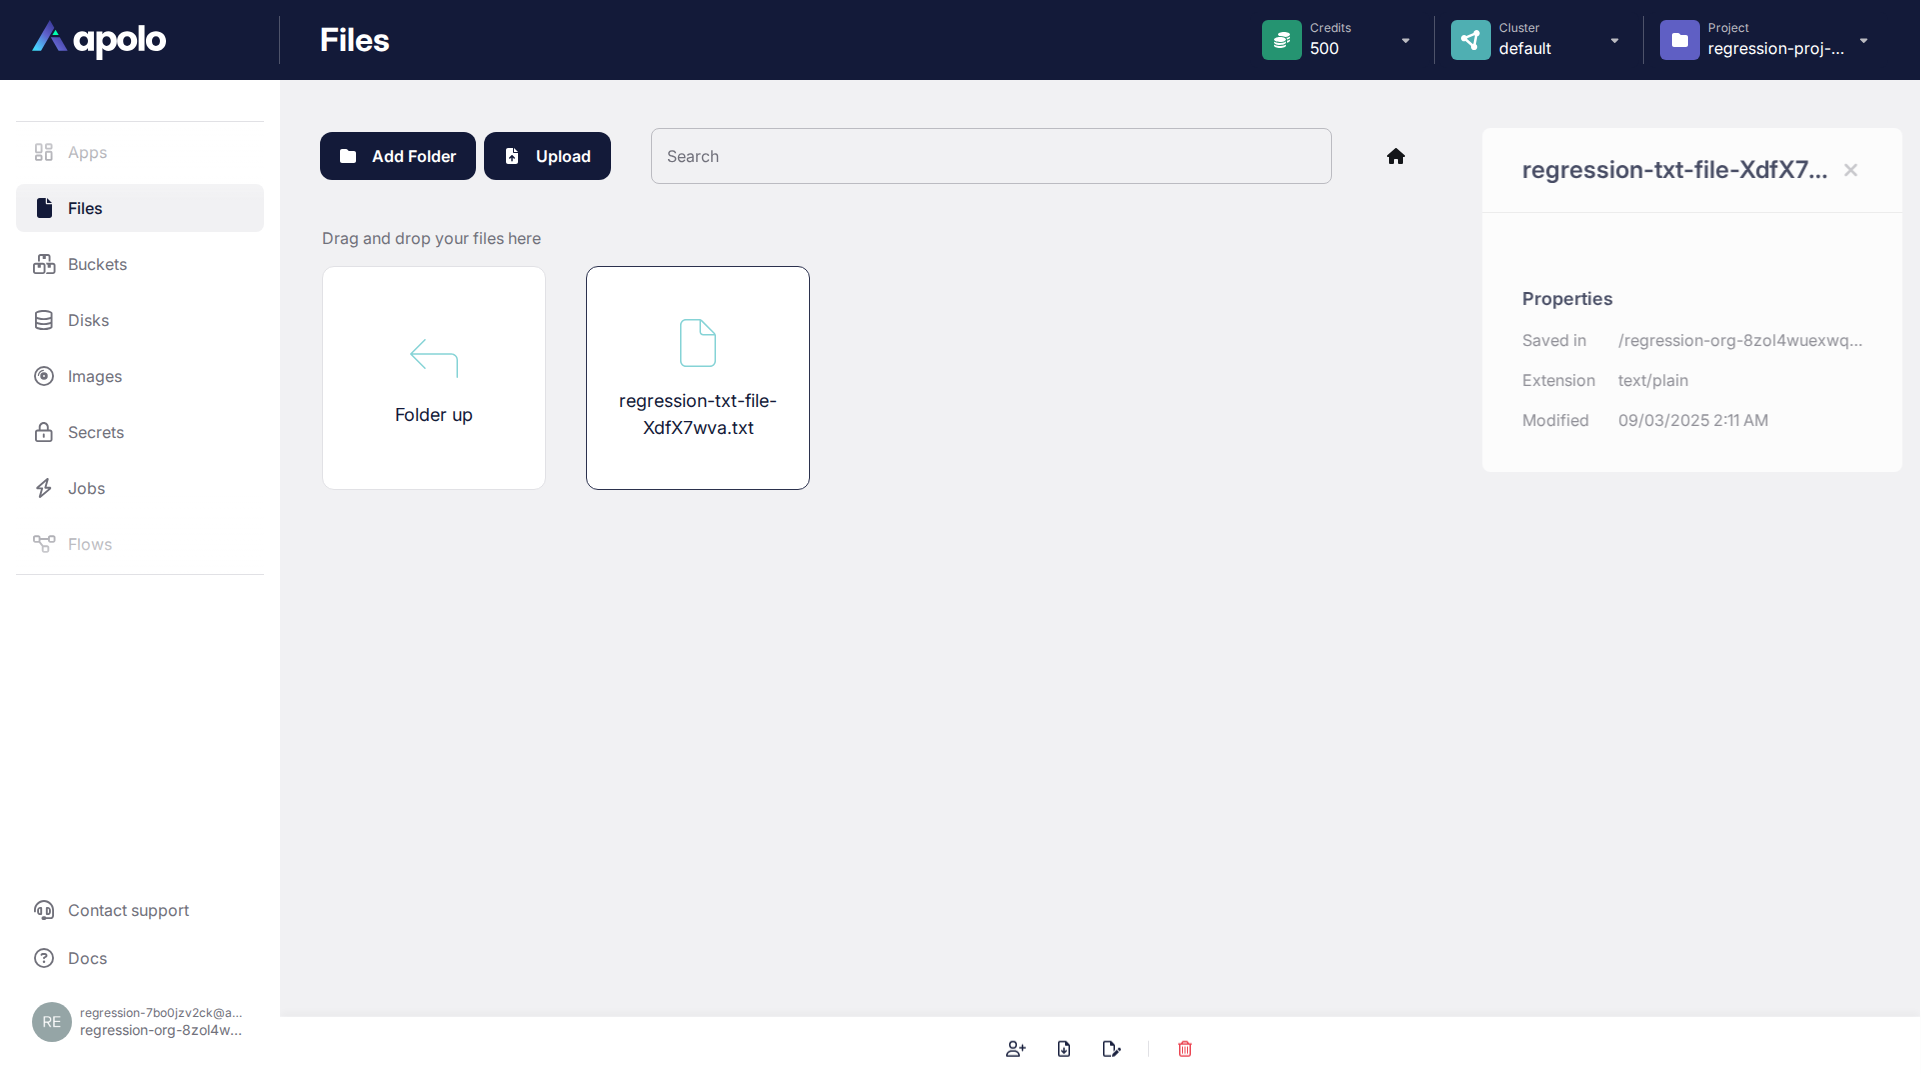 apolo
Files
Credits
500
Cluster
default
Project
regression-proj-...
Apps
Files
Buckets
Disks
Images
Secrets
Jobs
Flows
Contact support
Docs
RE
regression-7bo0jzv2ck@a...
regression-org-8zol4w...
Add Folder
Upload
Search
Drag and drop your files here
Folder up
regression-txt-file-
XdfX7wva.txt
regression-txt-file-XdfX7...
Properties
Saved in /regression-org-8zol4wuexwq...
Extension text/plain
Modified 09/03/2025 2:11 AM